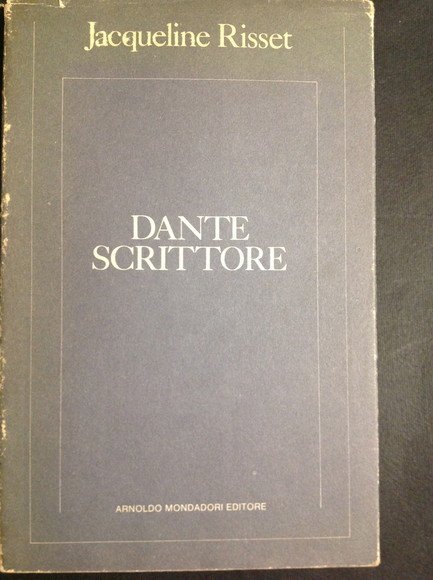 Jacqueline Risset
DANTE
SCRITTORE
ARNOLDO MONDADORI EDITORE